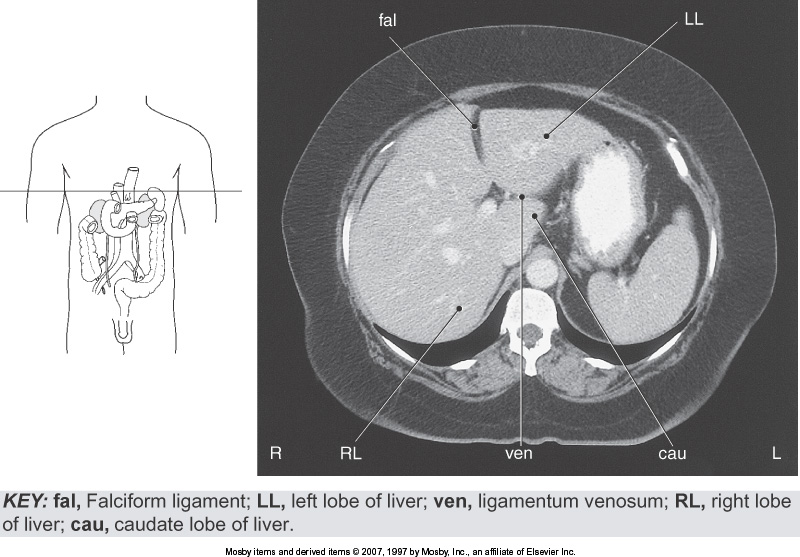 fal
LL
R
RL
ven
cau
L
KEY: fal, Falciform ligament; LL, left lobe of liver; ven, ligamentum venosum; RL, right lobe
of liver; cau, caudate lobe of liver.
Mosby items and derived items © 2007, 1997 by Mosby, Inc., an affiliate of Elsevier Inc.